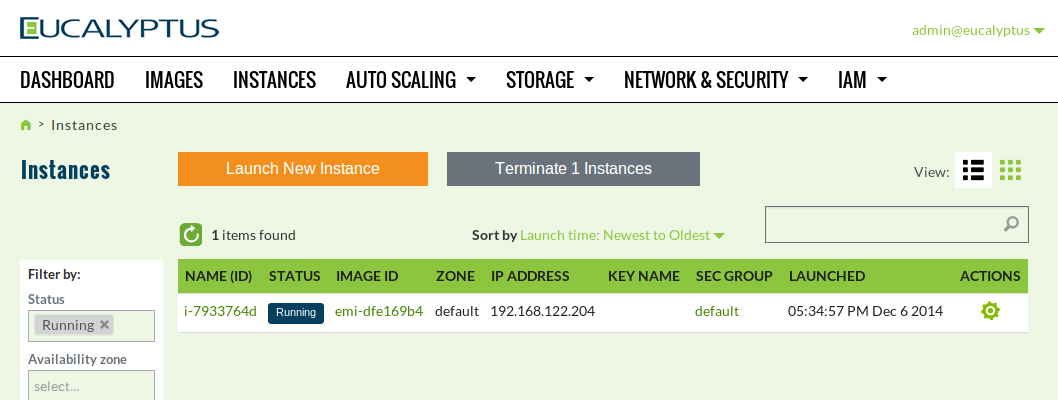 EUCALYPTUS
admin@eucalyptus
DASHBOARD IMAGES INSTANCES AUTO SCALING STORAGE NETWORK & SECURITY IAM
> Instances
Instances
Launch New Instance
Terminate 1 Instances
View:
1 items found
Sort by Launch time: Newest to Oldest
Filter by:
Status
Running ×
Availability zone
select...
NAME (ID) STATUS IMAGE ID ZONE IP ADDRESS KEY NAME SEC GROUP LAUNCHED ACTIONS
i-7933764d Running emi-dfe169b4 default 192.168.122.204 default 05:34:57 PM Dec 6 2014